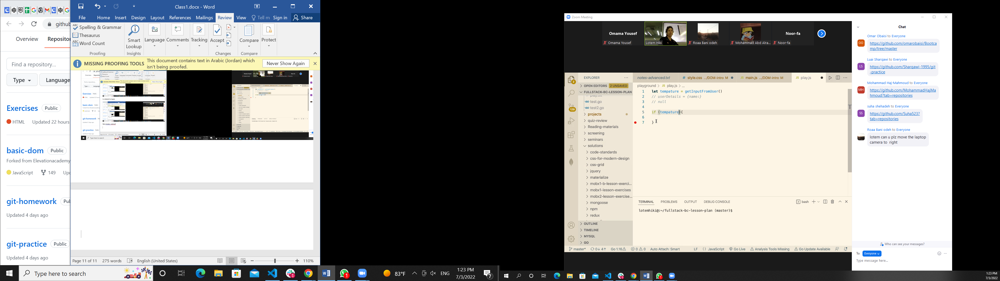 Class1.docx - Word
File Home Insert Design Layout References Mailings Review View Tell m Sign in Share
github
Overview Repositor
Find a repository...
Type Language
Exercises Public
HTML Updated 22 hours
basic-dom Public
Forked from Elevationacademy
JavaScript 149 Upd
git-homework Pub
Updated 4 days ago
git-practice Public
Updated 4 days ago
Spelling & Grammar
Thesaurus
Word Count
Proofing
Smart Lookup
Insights
Language
Comments
Tracking
Accept
Changes
Compare
Compare
Protect
MISSING PROOFING TOOLS This document contains text in Arabic (Jordan) which isn't being proofed. Never Show Again
Page 11 of 11 275 words English (United States) 110%
Type here to search
83°F ENG 1:23 PM
7/3/2022
Zoom Meeting
Omama Yousef
Noor-fa
Omama Yousef Lotem Hiki Roaa Bani odeh Mohammad Abd Alra... Noor-fa
EXPLORER
OPEN EDITORS 2 UNSAVED
FULLSTACK-BC-LESSON-PLAN
play.txt
test.go
test2.go
projects
quiz-review
Reading-materials
screening
seminars
solutions
code-standards
css-for-modern-design
css-grid
jquery
materialize
mobx1-b-lesson-exerci...
mobx1-lesson-exercises
mobx2-lesson-exercise...
mongoose
npm
redux
OUTLINE
TIMELINE
MYSQL
GO
notes-advanced.txt # style.css .../DOM-intro M JS main.js .../DOM-intro M JS play.js
playground > JS play.js > ...
1 let tempature = getInputFromUser()
2 // userDetails = {name:}
3 // null
4
5 if (tempature){
6
7 }
TERMINAL PROBLEMS OUTPUT DEBUG CONSOLE bash
lotemhiki@:~/fullstack-bc-lesson-plan (master)$
master* 0↓ 4↑ Go 1.16 0 0 Auto Attach: Smart LF {} JavaScript Go Live Analysis Tools Missing Go Update Available
Chat
Omar Obaisi to Everyone
OO
https://github.com/omarobaisi/Bootca
mp/tree/master
Luai Sharqawi to Everyone
LS
https://github.com/Sharqawi-1995/git
-practice
Mohammad Haj-Mahmoud to Everyone
MH
https://github.com/MohammadHajMa
hmoud?tab=repositories
suha shehadeh to Everyone
SS
https://github.com/Suha523?
tab=repositories
Roaa Bani odeh to Everyone
lotem can u plz move the laptop
camera to right
Who can see your messages?
To: Everyone
Type message here...
1:23 PM
7/3/2022